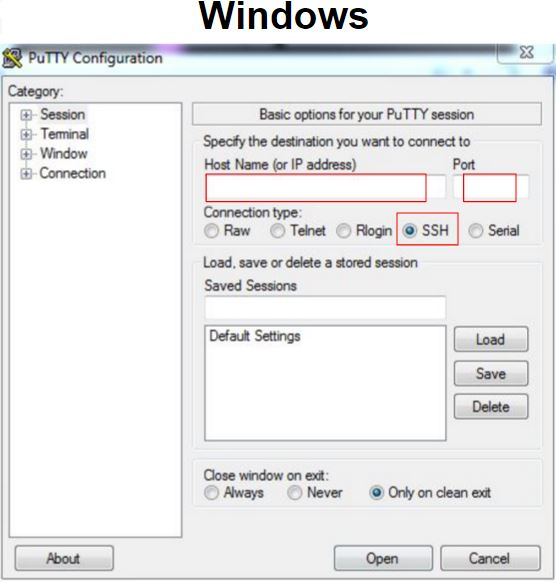 Windows
PuTTY Configuration
Category:
Session
Terminal
Window
Connection
Basic options for your PuTTY session
Specify the destination you want to connect to
Host Name (or IP address) Port
Connection type:
Raw Telnet Rlogin SSH Serial
Load, save or delete a stored session
Saved Sessions
Default Settings
Load
Save
Delete
Close window on exit:
Always Never Only on clean exit
About Open Cancel